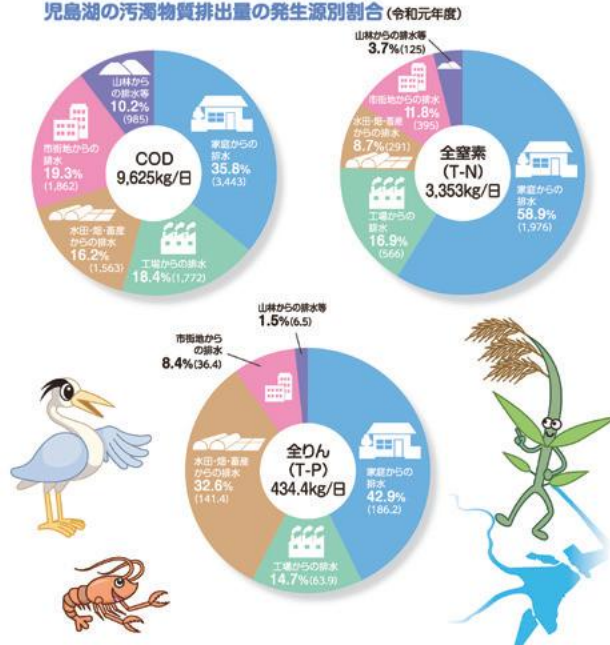 児島湖の汚濁物質排出量の発生源別割合(令和元年度)
山林からの排水等
3.7%(125)
山林から
の排水等
10.2%
(985)
市街地からの
排水
19.3%
(1,862)
家庭からの
排水
35.8%
(3,443)
COD
9,625kg/日
水田・畑・畜産
からの排水
16.2%
(1,563)
工場からの排水
18.4%(1,772)
市街地からの排水
11.8%
(395)
水田・畑・畜産
からの排水
8.7%(291)
全窒素
(T-N)
3,353kg/日
家庭からの
排水
58.9%
(1,976)
工場からの
排水
16.9%
(566)
山林からの排水等
1.5%(6.5)
市街地から
の排水
8.4%(36.4)
水田・畑・畜産
からの排水
32.6%
(141.4)
全りん
(T-P)
434.4kg/日
家庭からの
排水
42.9%
(186.2)
工場からの排水
14.7%(63.9)